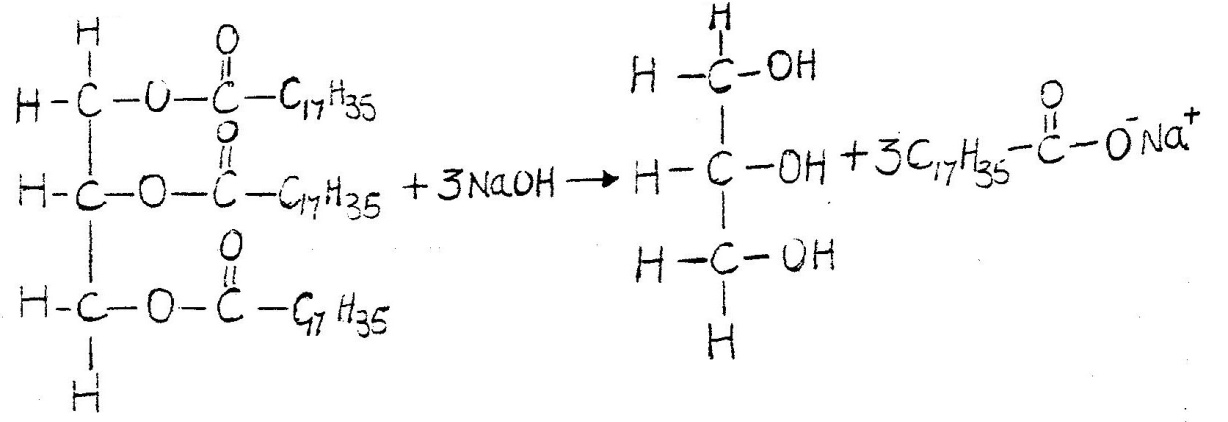 H
O
H
H-C-O-C-C₁₇H₃₅
H-C-OH
O
O
H-C-O-C-C₁₇H₃₅ + 3NaOH → H-C-OH + 3C₁₇H₃₅-C-O⁻Na⁺
O
H-C-OH
H-C-O-C-C₁₇H₃₅
H
H